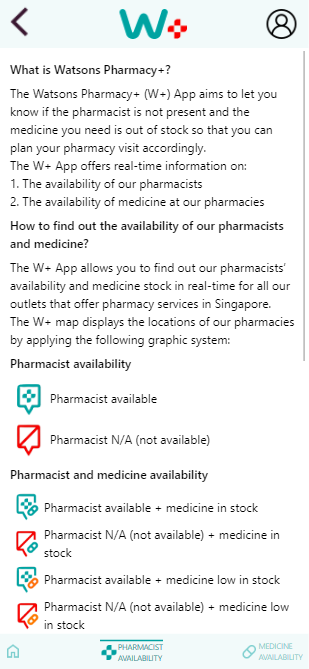 W+
What is Watsons Pharmacy+?
The Watsons Pharmacy+ (W+) App aims to let you
know if the pharmacist is not present and the
medicine you need is out of stock so that you can
plan your pharmacy visit accordingly.
The W+ App offers real-time information on:
1. The availability of our pharmacists
2. The availability of medicine at our pharmacies
How to find out the availability of our pharmacists
and medicine?
The W+ App allows you to find out our pharmacists’
availability and medicine stock in real-time for all our
outlets that offer pharmacy services in Singapore.
The W+ map displays the locations of our pharmacies
by applying the following graphic system:
Pharmacist availability
Pharmacist available
Pharmacist N/A (not available)
Pharmacist and medicine availability
Pharmacist available + medicine in stock
Pharmacist N/A (not available) + medicine in
stock
Pharmacist available + medicine low in stock
Pharmacist N/A (not available) + medicine low
in stock
PHARMACIST
AVAILABILITY
MEDICINE
AVAILABILITY